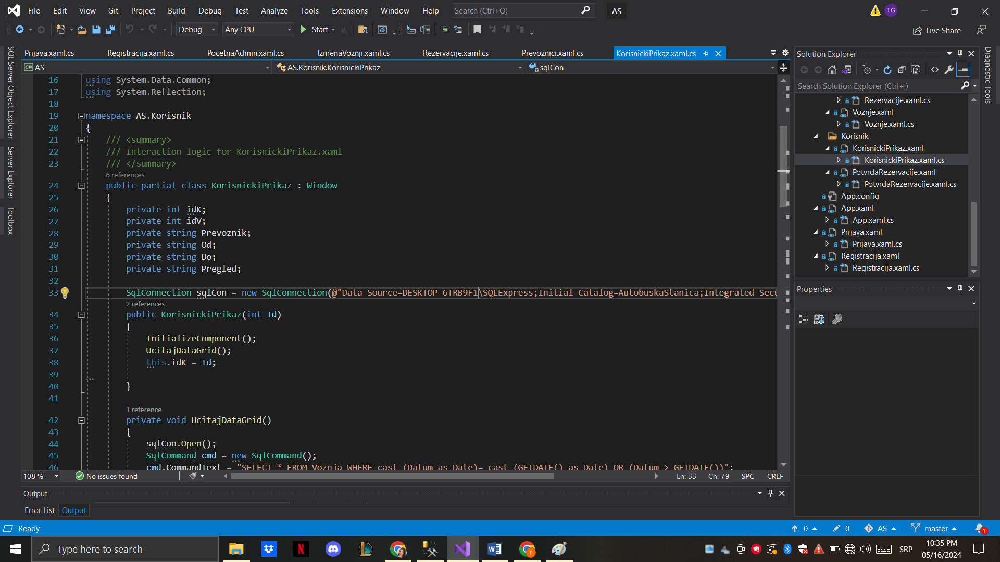 File Edit View Git Project Build Debug Test Analyze Tools Extensions Window Help Search (Ctrl+Q) AS TG
Debug Any CPU Start Live Share
SQL Server Object Explorer
Server Explorer
Toolbox
Prijava.xaml.cs Registracija.xaml.cs PocetnaAdmin.xaml.cs IzmenaVoznji.xaml.cs Rezervacije.xaml.cs Prevoznici.xaml.cs KorisnickiPrikaz.xaml.cs
C# AS AS.Korisnik.KorisnickiPrikaz sqlCon
16 using System.Data.Common;
17 using System.Reflection;
18
19 namespace AS.Korisnik
20 {
21 /// <summary>
22 /// Interaction logic for KorisnickiPrikaz.xaml
23 /// </summary>
6 references
24 public partial class KorisnickiPrikaz : Window
25 {
26 private int idK;
27 private int idV;
28 private string Prevoznik;
29 private string Od;
30 private string Do;
31 private string Pregled;
32
33 SqlConnection sqlCon = new SqlConnection(@"Data Source=DESKTOP-6TRB9F1\SQLExpress;Initial Catalog=AutobuskaStanica;Integrated Secu
2 references
34 public KorisnickiPrikaz(int Id)
35 {
36 InitializeComponent();
37 UcitajDataGrid();
38 this.idK = Id;
39
40 }
41
1 reference
42 private void UcitajDataGrid()
43 {
44 sqlCon.Open();
45 SqlCommand cmd = new SqlCommand();
46 cmd.CommandText = "SELECT * FROM Voznja WHERE cast (Datum as Date)= cast (GETDATE() as Date) OR (Datum > GETDATE())";
108 % No issues found Ln: 33 Ch: 79 SPC CRLF
Output
Error List Output
Solution Explorer
Search Solution Explorer (Ctrl+;)
Rezervacije.xaml.cs
Voznje.xaml
Voznje.xaml.cs
Korisnik
KorisnickiPrikaz.xaml
KorisnickiPrikaz.xaml.cs
PotvrdaRezervacije.xaml
PotvrdaRezervacije.xaml.cs
App.config
App.xaml
App.xaml.cs
Prijava.xaml
Prijava.xaml.cs
Registracija.xaml
Registracija.xaml.cs
Properties
Diagnostic Tools
Ready 0 0 AS master 1
Type here to search SRP 10:35 PM
05/16/2024